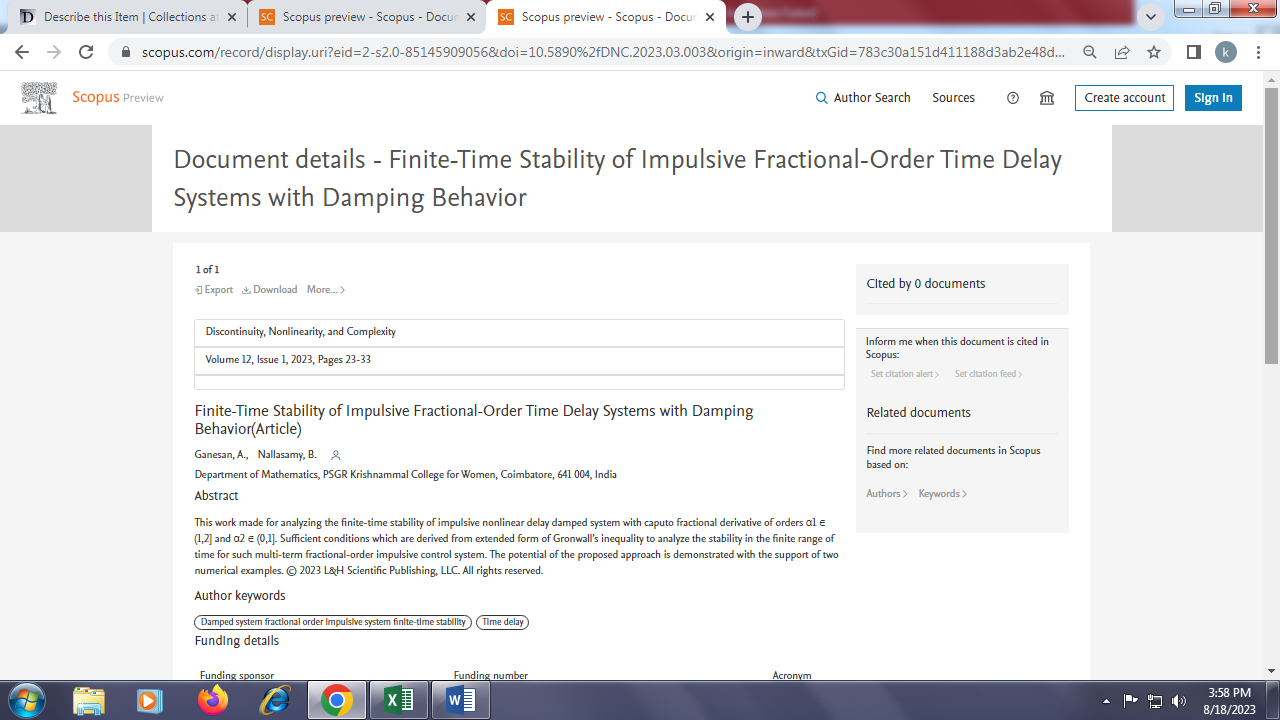 Describe this Item | Collections at
Scopus preview - Scopus - Docum
Scopus preview - Scopus - Docum
scopus.com/record/display.uri?eid=2-s2.0-85145909056&doi=10.5890%2fDNC.2023.03.003&origin=inward&txGid=783c30a151d411188d3ab2e48d...
k
Scopus Preview
Author Search
Sources
Create account
Sign in
Document details - Finite-Time Stability of Impulsive Fractional-Order Time Delay
Systems with Damping Behavior
1 of 1
Export
Download
More...
Discontinuity, Nonlinearity, and Complexity
Volume 12, Issue 1, 2023, Pages 23-33
Finite-Time Stability of Impulsive Fractional-Order Time Delay Systems with Damping
Behavior(Article)
Ganesan, A., Nallasamy, B.
Department of Mathematics, PSGR Krishnammal College for Women, Coimbatore, 641 004, India
Abstract
This work made for analyzing the finite-time stability of impulsive nonlinear delay damped system with caputo fractional derivative of orders α1 ∈
(1,2] and α2 ∈ (0,1]. Sufficient conditions which are derived from extended form of Gronwall's inequality to analyze the stability in the finite range of
time for such multi-term fractional-order impulsive control system. The potential of the proposed approach is demonstrated with the support of two
numerical examples. © 2023 L&H Scientific Publishing, LLC. All rights reserved.
Author keywords
Damped system fractional order impulsive system finite-time stability
Time delay
Funding details
Funding sponsor
Funding number
Acronym
Cited by 0 documents
Inform me when this document is cited in
Scopus:
Set citation alert
Set citation feed
Related documents
Find more related documents in Scopus
based on:
Authors
Keywords
3:58 PM
8/18/2023